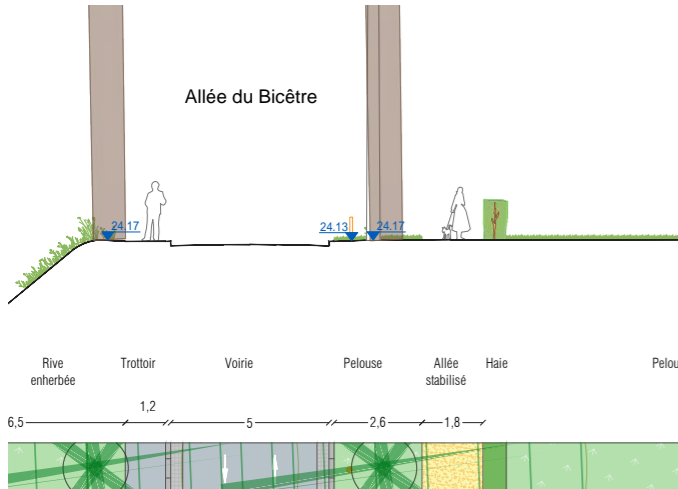 Allée du Bicêtre
24.17
24.13
24.17
Rive
enherbée
Trottoir
Voirie
Pelouse
Allée
stabilisé
Haie
Pelou
6,5
1,2
5
2,6
1,8